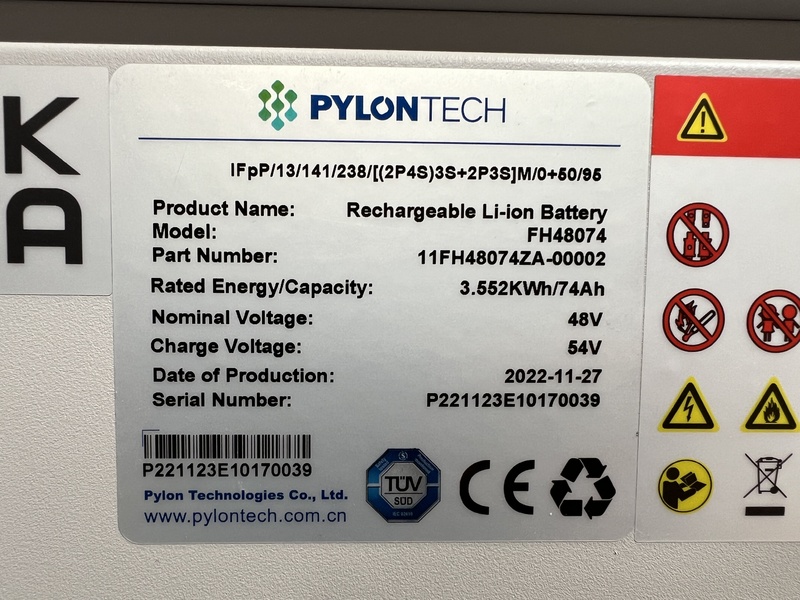 KA
PYLONTECH
IFpP/13/141/238/[(2P4S)3S+2P3S]M/0+50/95
Product Name: Rechargeable Li-ion Battery
Model: FH48074
Part Number: 11FH48074ZA-00002
Rated Energy/Capacity: 3.552KWh/74Ah
Nominal Voltage: 48V
Charge Voltage: 54V
Date of Production: 2022-11-27
Serial Number: P221123E10170039
P221123E10170039
Pylon Technologies Co., Ltd.
www.pylontech.com.cn
TÜV
SÜD
CE